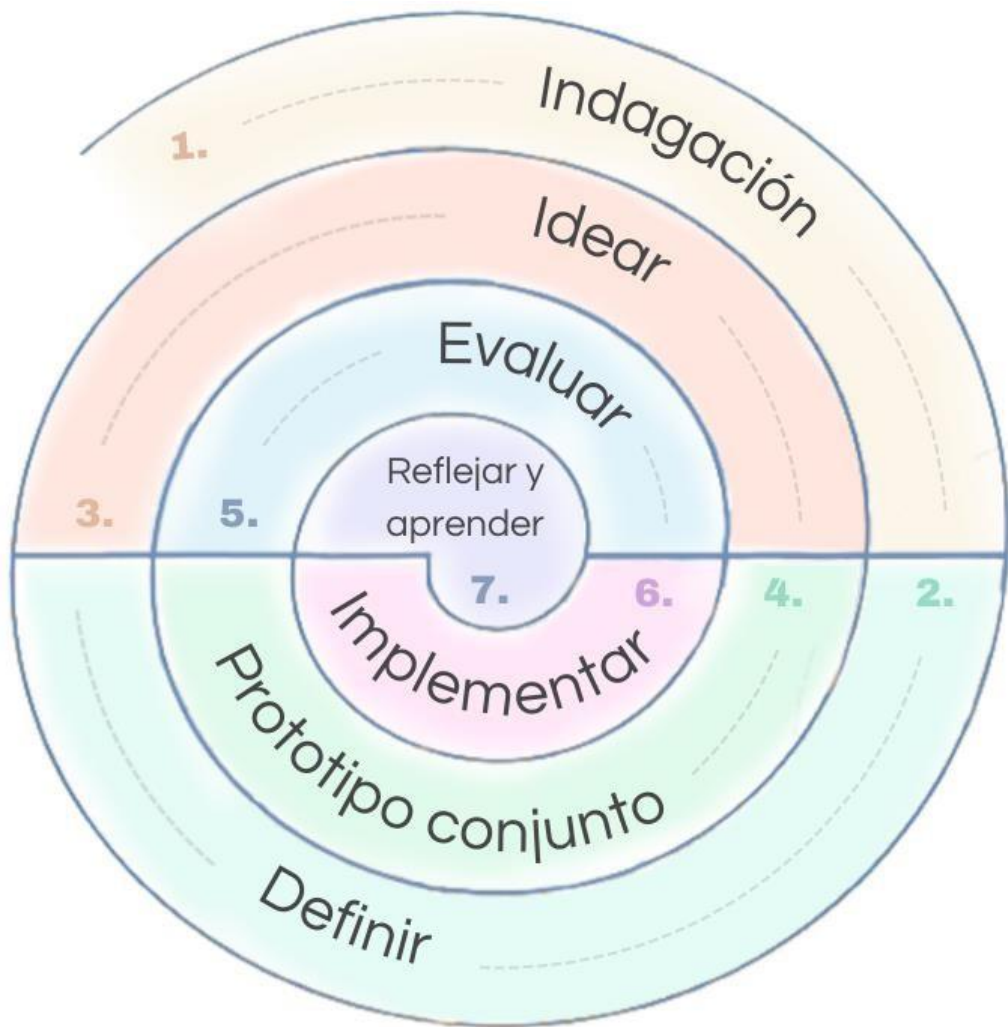 1.
Indagación
2.
Definir
3.
Idear
4.
Prototipo conjunto
5.
Evaluar
6.
Implementar
7.
Reflejar y
aprender